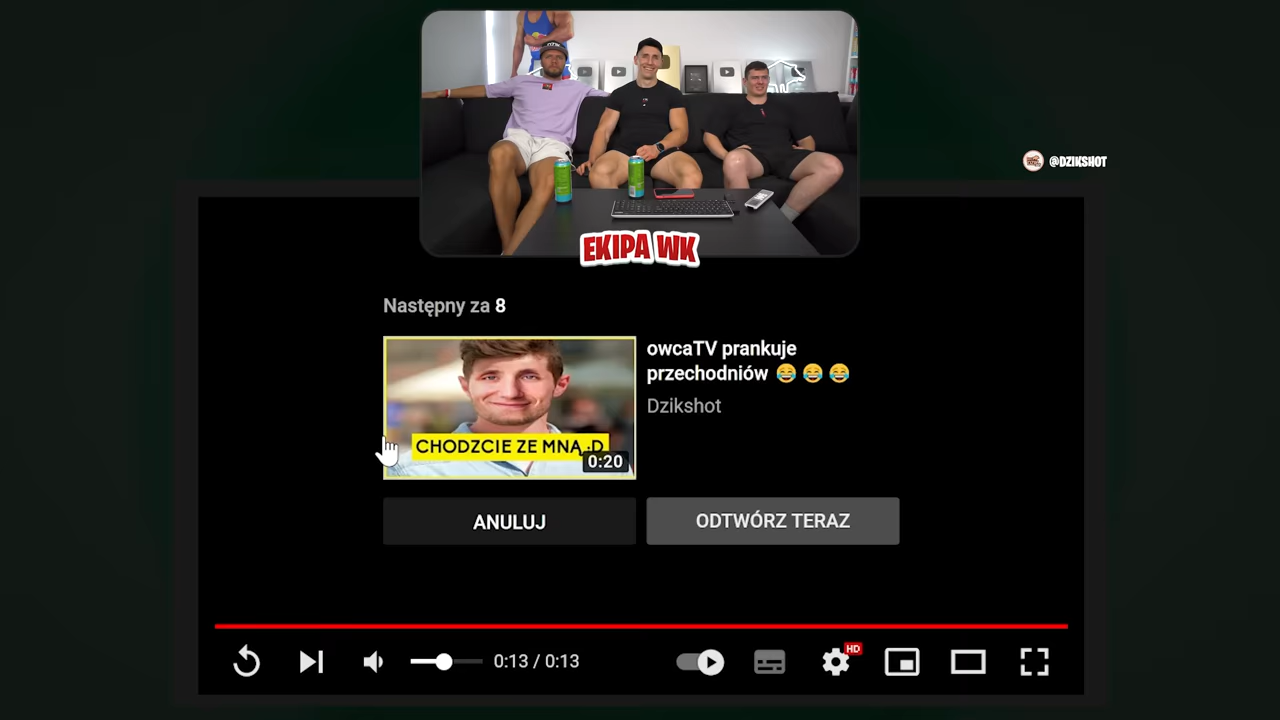 @DZIKSHOT
EKIPA WK
Następny za 8
owcaTV prankuje
przechodniów 😂 😂 😂
Dzikshot
CHODZCIE ZE MNĄ ;D
0:20
ANULUJ
ODTWÓRZ TERAZ
0:13 / 0:13
HD